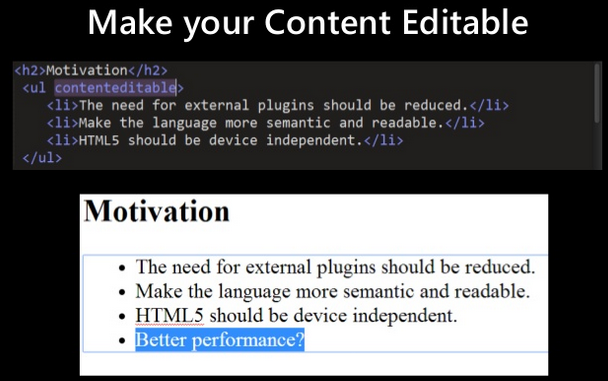 Make your Content Editable
<h2>Motivation</h2>
<ul contenteditable>
<li>The need for external plugins should be reduced.</li>
<li>Make the language more semantic and readable.</li>
<li>HTML5 should be device independent.</li>
</ul>
Motivation
• The need for external plugins should be reduced.
• Make the language more semantic and readable.
• HTML5 should be device independent.
• Better performance?